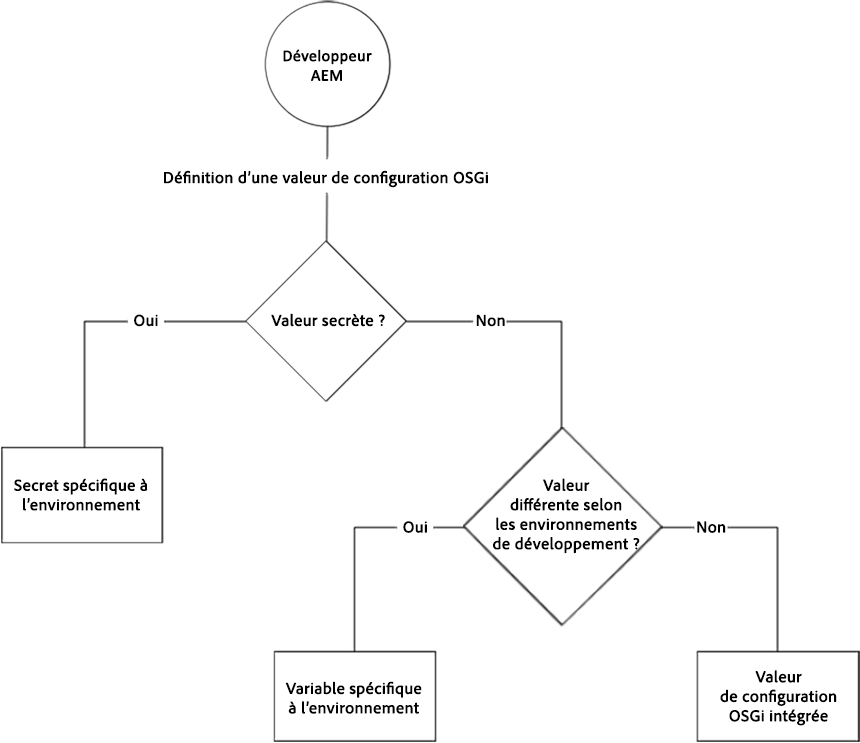 Développeur
AEM
Définition d’une valeur de configuration OSGi
Oui
Valeur secrète ?
Non
Secret spécifique à
l’environnement
Valeur
différente selon
les environnements
de développement ?
Oui
Non
Variable spécifique
à l’environnement
Valeur
de configuration
OSGi intégrée